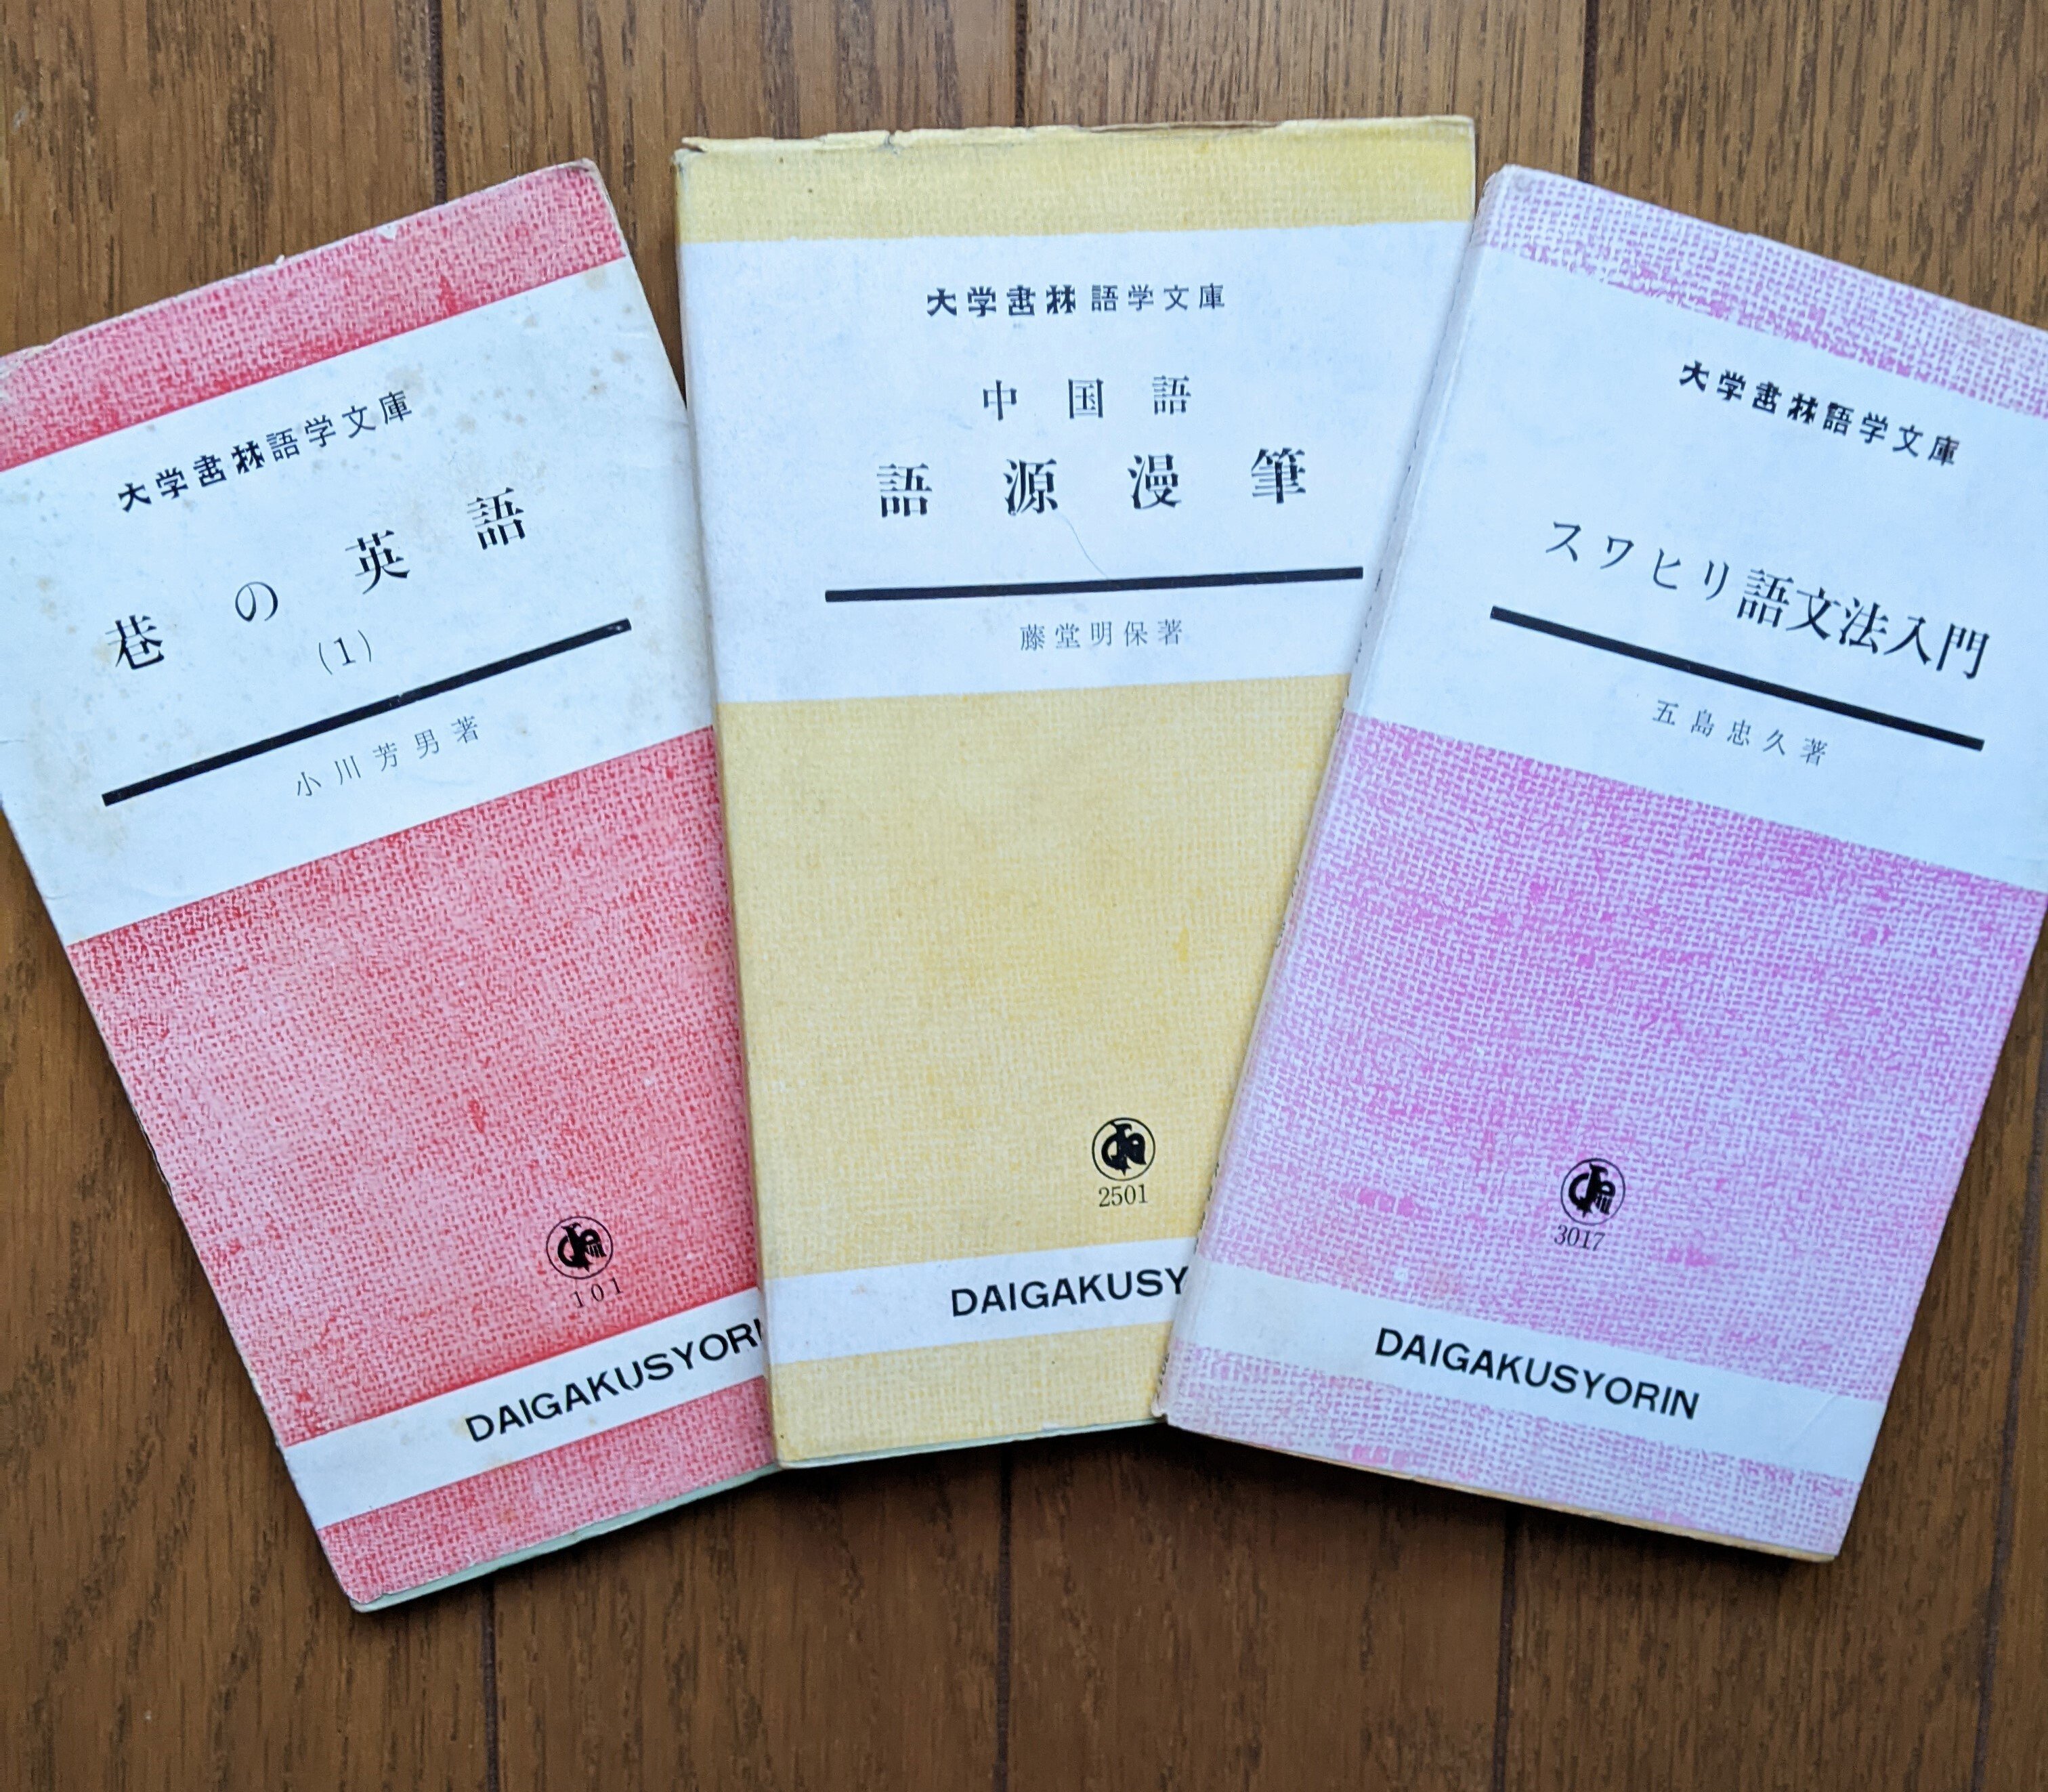 大学書林語学文庫
巷の英語
(1)
小川芳男著
101
DAIGAKUSYORI
大学書林語学文庫
中国語
語源漫筆
藤堂明保著
2501
DAIGAKUSY
大学書林語学文庫
スワヒリ語文法入門
五島忠久著
3017
DAIGAKUSYORIN